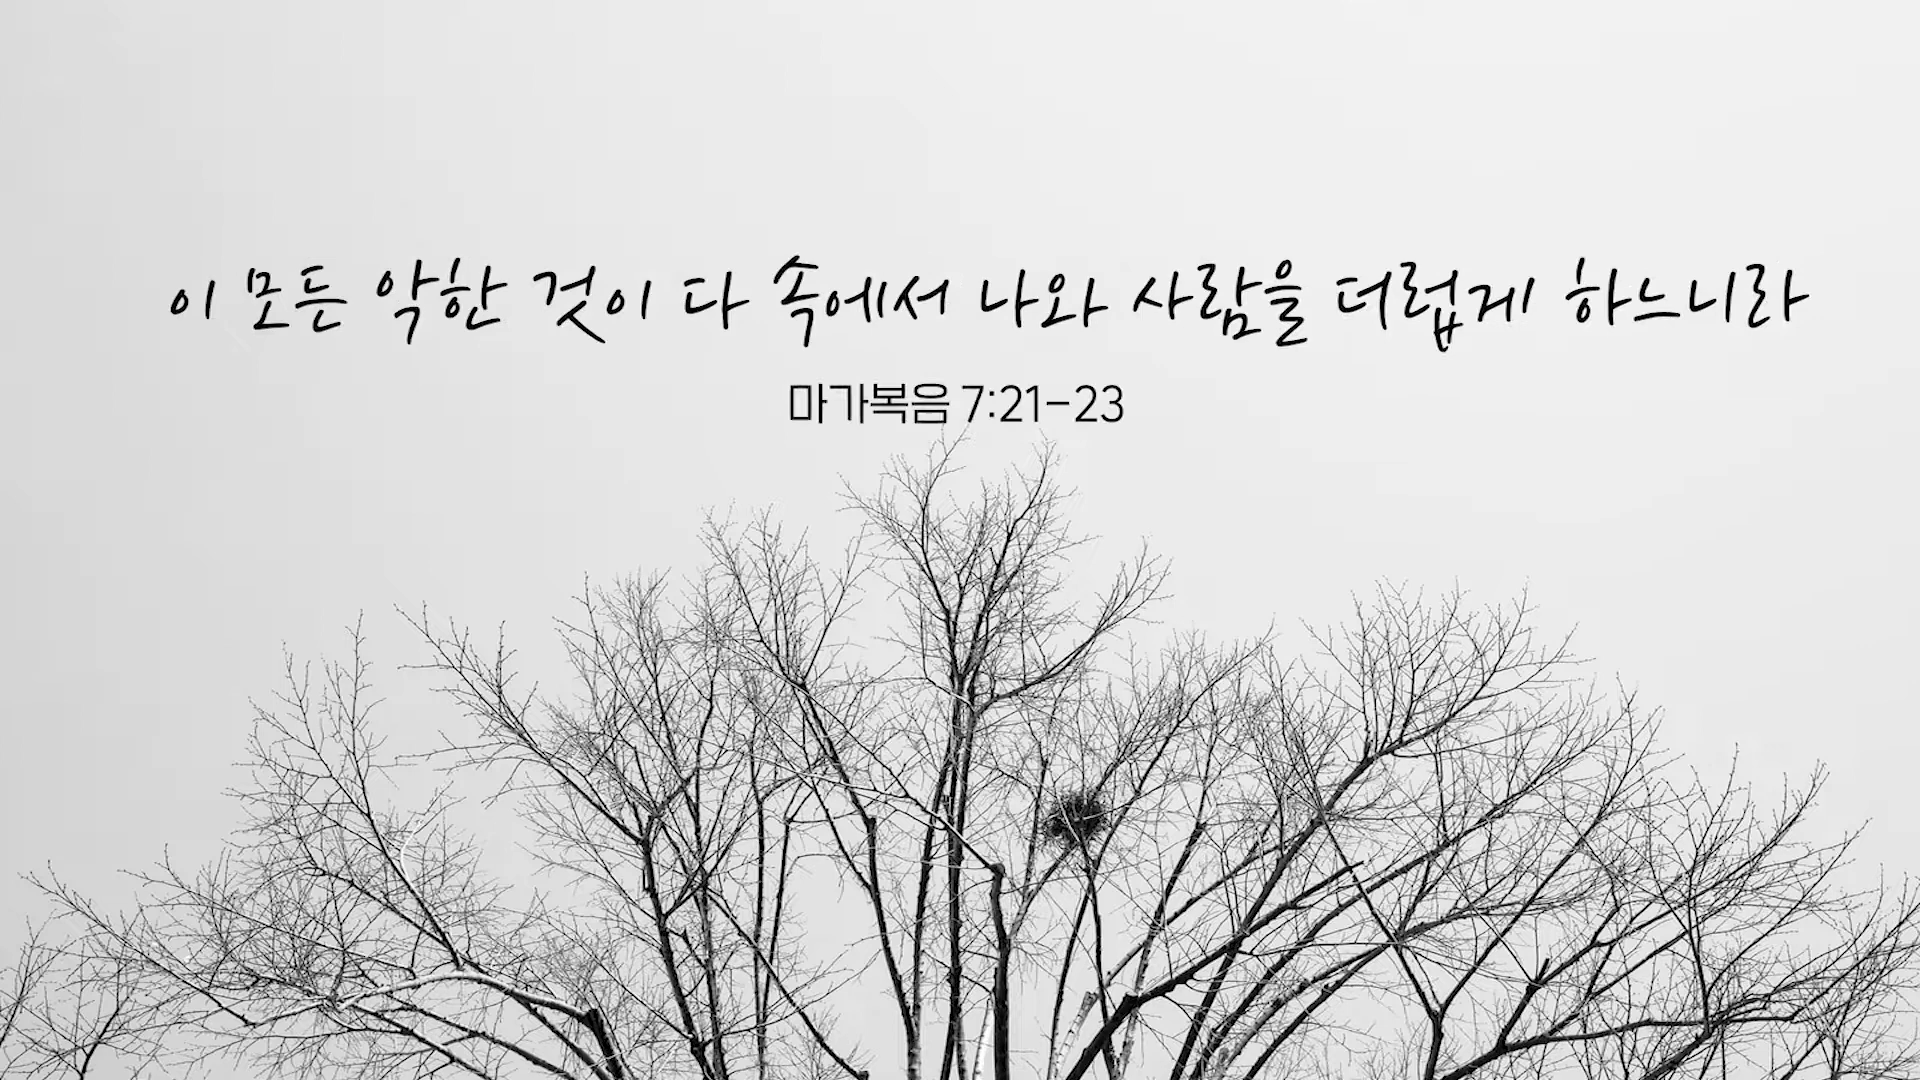 이 모든 악한 것이 다 속에서 나와 사람을 더럽게 하느니라
마가복음 7:21-23